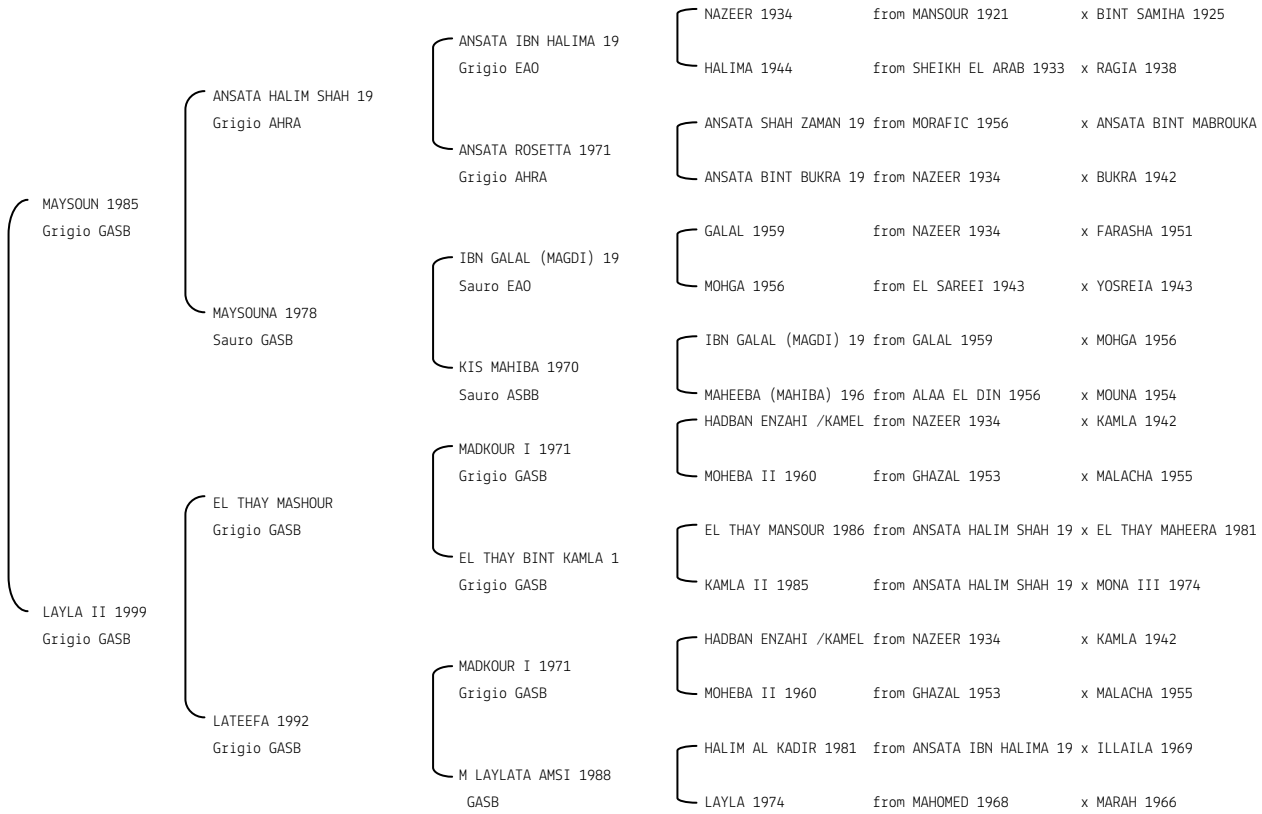 NAZEER 1934 from MANSOUR 1921 x BINT SAMIHA 1925
ANSATA IBN HALIMA 19
Grigio EAO
HALIMA 1944 from SHEIKH EL ARAB 1933 x RAGIA 1938
ANSATA HALIM SHAH 19
Grigio AHRA
ANSATA SHAH ZAMAN 19 from MORAFIC 1956 x ANSATA BINT MABROUKA
ANSATA ROSETTA 1971
Grigio AHRA
ANSATA BINT BUKRA 19 from NAZEER 1934 x BUKRA 1942
MAYSOUN 1985
Grigio GASB
GALAL 1959 from NAZEER 1934 x FARASHA 1951
IBN GALAL (MAGDI) 19
Sauro EAO
MOHGA 1956 from EL SAREEI 1943 x YOSREIA 1943
MAYSOUNA 1978
Sauro GASB
IBN GALAL (MAGDI) 19 from GALAL 1959 x MOHGA 1956
KIS MAHIBA 1970
Sauro ASBB
MAHEEBA (MAHIBA) 196 from ALAA EL DIN 1956 x MOUNA 1954
HADBAN ENZAHI /KAMEL from NAZEER 1934 x KAMLA 1942
MADKOUR I 1971
Grigio GASB
MOHEBA II 1960 from GHAZAL 1953 x MALACHA 1955
EL THAY MASHOUR
Grigio GASB
EL THAY MANSOUR 1986 from ANSATA HALIM SHAH 19 x EL THAY MAHEERA 1981
EL THAY BINT KAMLA 1
Grigio GASB
KAMLA II 1985 from ANSATA HALIM SHAH 19 x MONA III 1974
LAYLA II 1999
Grigio GASB
HADBAN ENZAHI /KAMEL from NAZEER 1934 x KAMLA 1942
MADKOUR I 1971
Grigio GASB
MOHEBA II 1960 from GHAZAL 1953 x MALACHA 1955
LATEEFA 1992
Grigio GASB
HALIM AL KADIR 1981 from ANSATA IBN HALIMA 19 x ILLAILA 1969
M LAYLATA AMSI 1988
GASB
LAYLA 1974 from MAHOMED 1968 x MARAH 1966